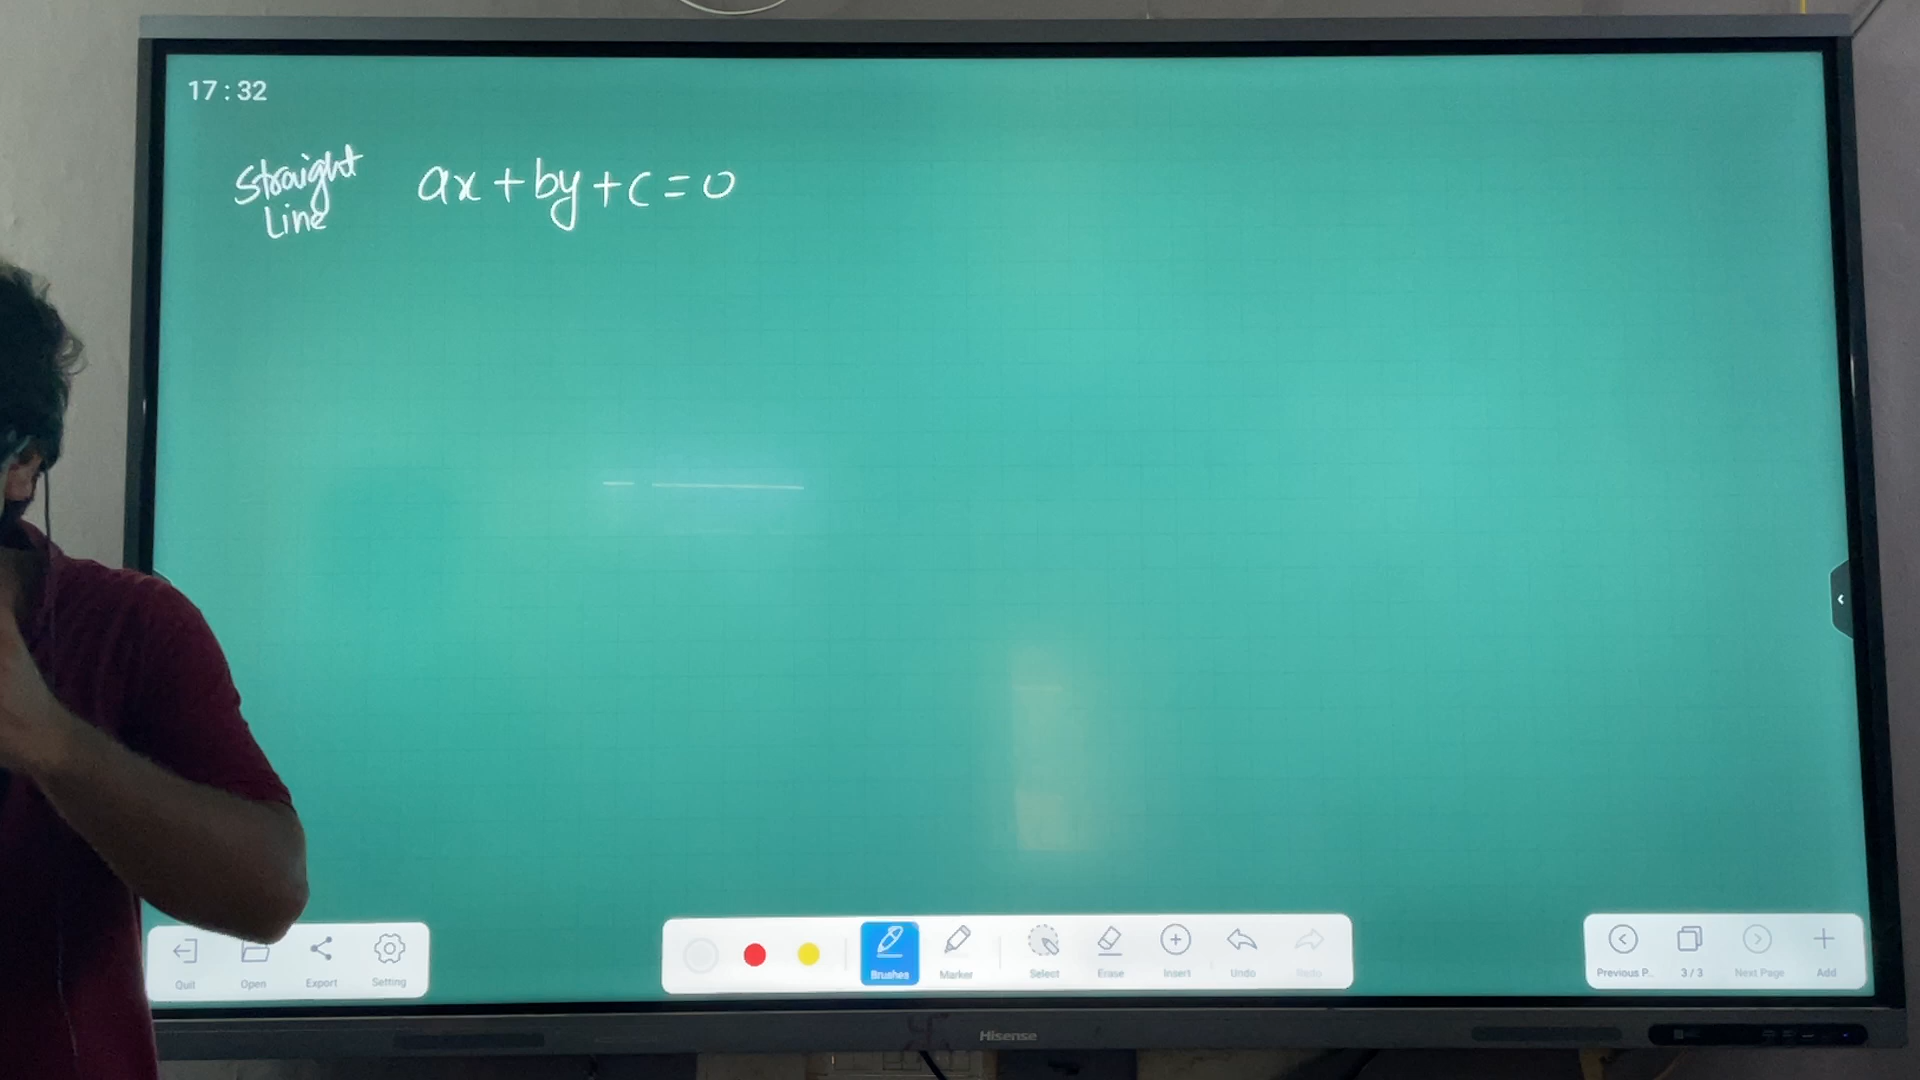 17:32
Straight
Line
ax+by+c=0
Quit
Open
Export
Setting
Brushes
Marker
Select
Erase
Insert
Undo
Redo
Previous P..
3/3
Next Page
Add
Hisense